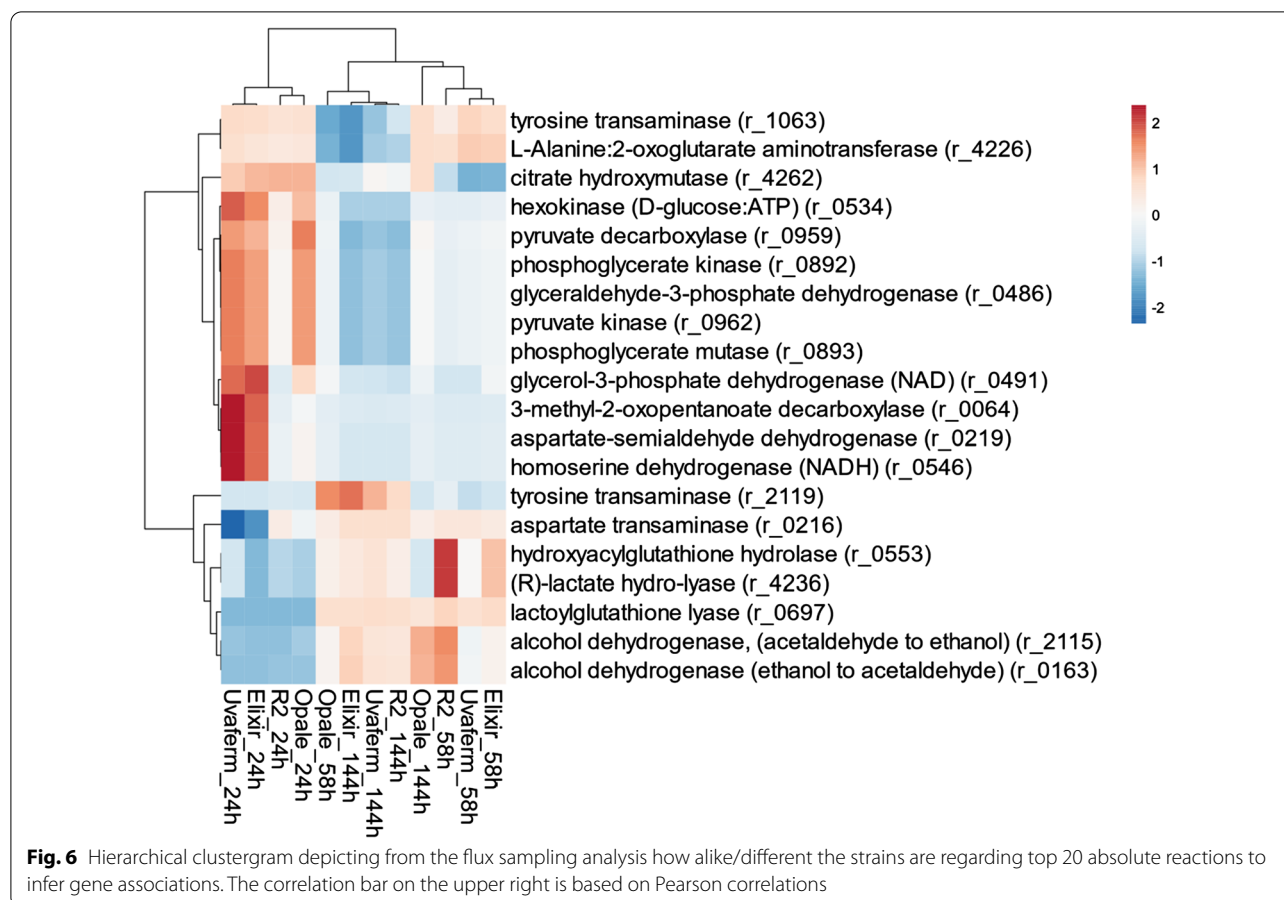 tyrosine transaminase (r_1063)
L-Alanine:2-oxoglutarate aminotransferase (r_4226)
citrate hydroxymutase (r_4262)
hexokinase (D-glucose:ATP) (r_0534)
pyruvate decarboxylase (r_0959)
phosphoglycerate kinase (r_0892)
glyceraldehyde-3-phosphate dehydrogenase (r_0486)
pyruvate kinase (r_0962)
phosphoglycerate mutase (r_0893)
glycerol-3-phosphate dehydrogenase (NAD) (r_0491)
3-methyl-2-oxopentanoate decarboxylase (r_0064)
aspartate-semialdehyde dehydrogenase (r_0219)
homoserine dehydrogenase (NADH) (r_0546)
tyrosine transaminase (r_2119)
aspartate transaminase (r_0216)
hydroxyacylglutathione hydrolase (r_0553)
(R)-lactate hydro-lyase (r_4236)
lactoylglutathione lyase (r_0697)
alcohol dehydrogenase, (acetaldehyde to ethanol) (r_2115)
alcohol dehydrogenase (ethanol to acetaldehyde) (r_0163)
2
1
0
-1
-2
Uvaferm_24h
Elixir_24h
R2_24h
Opale_24h
Opale_58h
Elixir_144h
Uvaferm_144h
R2_144h
Opale_144h
R2_58h
Uvaferm_58h
Elixir_58h
Fig. 6 Hierarchical clustergram depicting from the flux sampling analysis how alike/different the strains are regarding top 20 absolute reactions to
infer gene associations. The correlation bar on the upper right is based on Pearson correlations